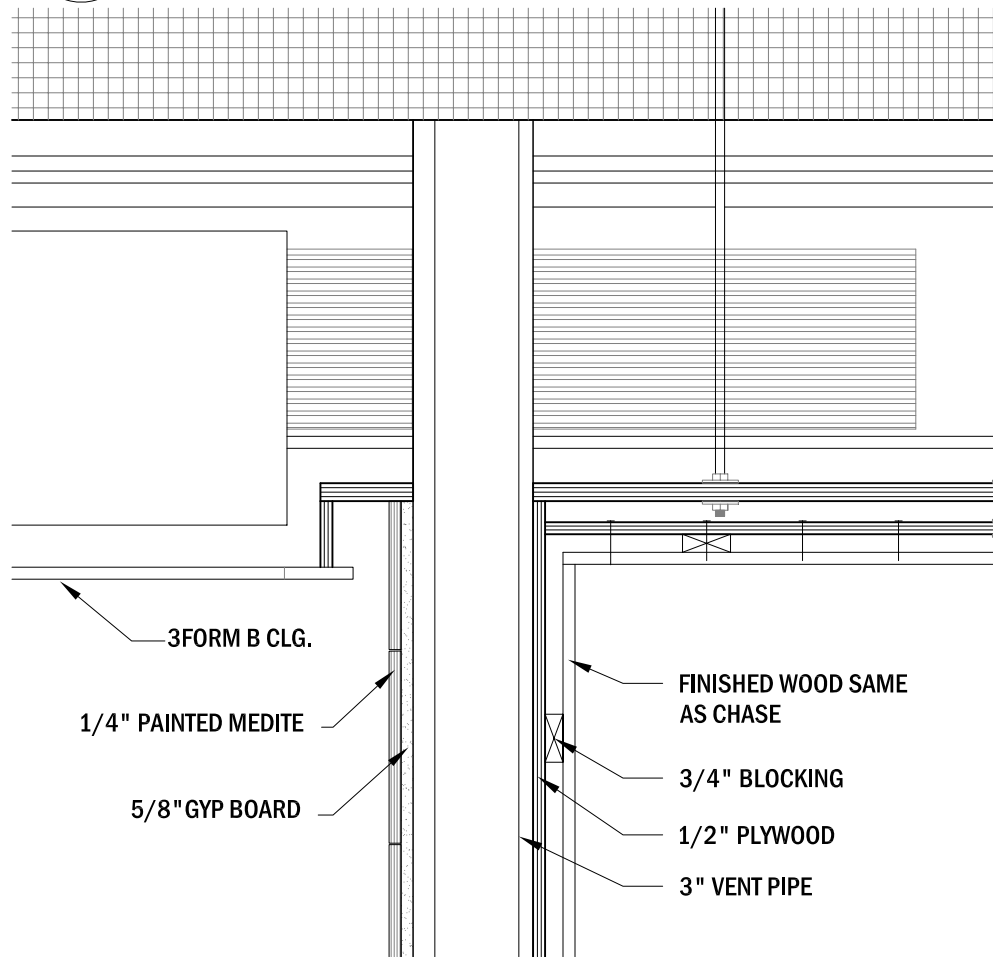 3FORM B CLG.
1/4" PAINTED MEDITE
5/8"GYP BOARD
FINISHED WOOD SAME
AS CHASE
3/4" BLOCKING
1/2" PLYWOOD
3" VENT PIPE